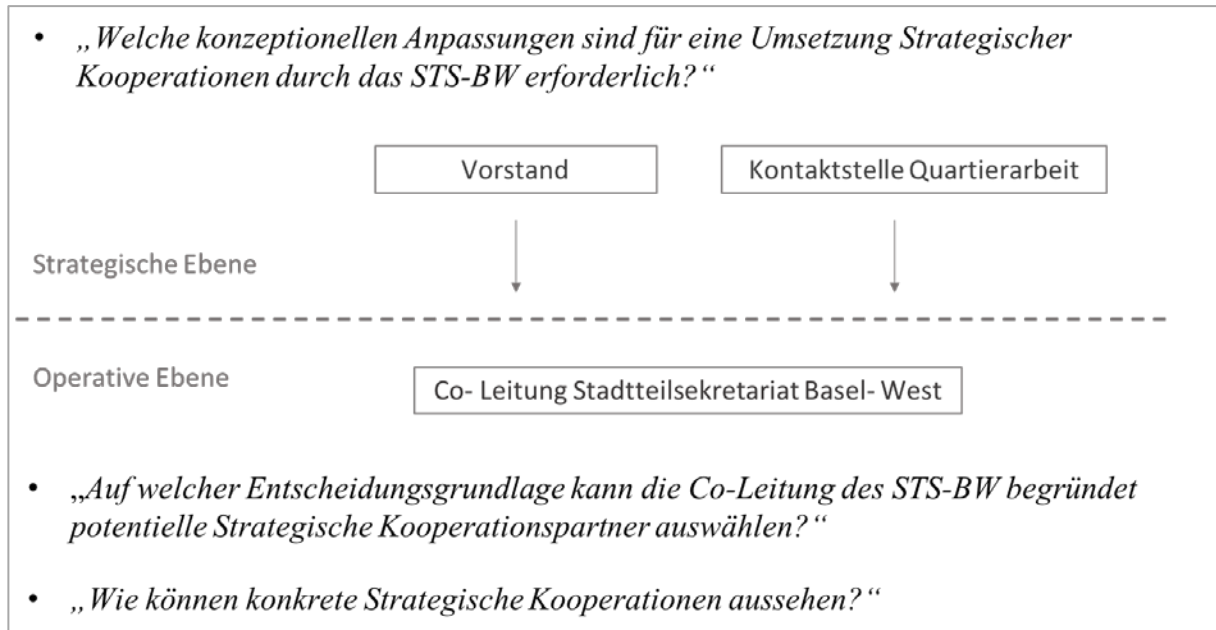 • „Welche konzeptionellen Anpassungen sind für eine Umsetzung Strategischer
Kooperationen durch das STS-BW erforderlich?“
Vorstand
Kontaktstelle Quartierarbeit
Strategische Ebene
Operative Ebene
Co- Leitung Stadtteilsekretariat Basel- West
• „Auf welcher Entscheidungsgrundlage kann die Co-Leitung des STS-BW begründet
potentielle Strategische Kooperationspartner auswählen?“
• „Wie können konkrete Strategische Kooperationen aussehen?“